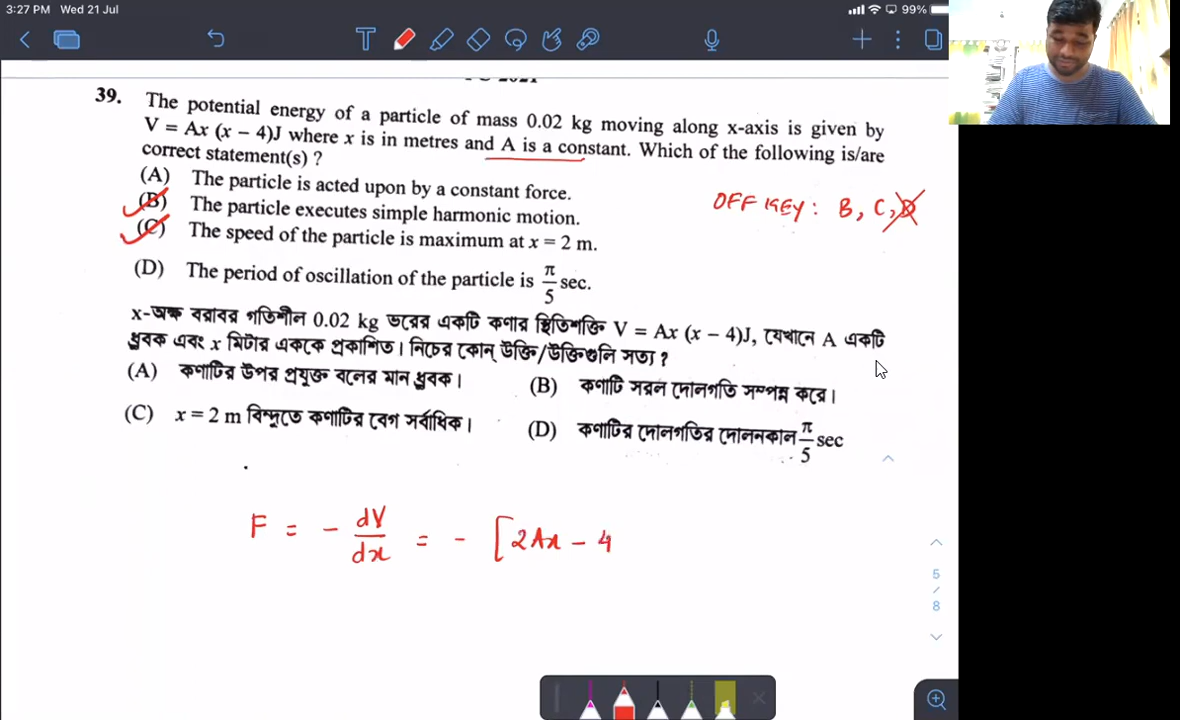 3:27 PM Wed 21 Jul 99%
39. The potential energy of a particle of mass 0.02 kg moving along x-axis is given by
V = Ax (x – 4)J where x is in metres and A is a constant. Which of the following is/are
correct statement(s) ?
(A) The particle is acted upon by a constant force.
(B) The particle executes simple harmonic motion.
(C) The speed of the particle is maximum at x = 2 m.
(D) The period of oscillation of the particle is π/5 sec.
OFF KEY : B, C, D
x-অক্ষ বরাবর গতিশীল 0.02 kg ভরের একটি কণার স্থিতিশক্তি V = Ax (x – 4)J, যেখানে A একটি
ধ্রুবক এবং x মিটার এককে প্রকাশিত। নিচের কোন্ উক্তি/উক্তিগুলি সত্য ?
(A) কণাটির উপর প্রযুক্ত বলের মান ধ্রুবক।
(B) কণাটি সরল দোলগতি সম্পন্ন করে।
(C) x = 2 m বিন্দুতে কণাটির বেগ সর্বাধিক।
(D) কণাটির দোলগতির দোলনকাল π/5 sec
F = - dV/dx = - [2Ax - 4
5
/
8